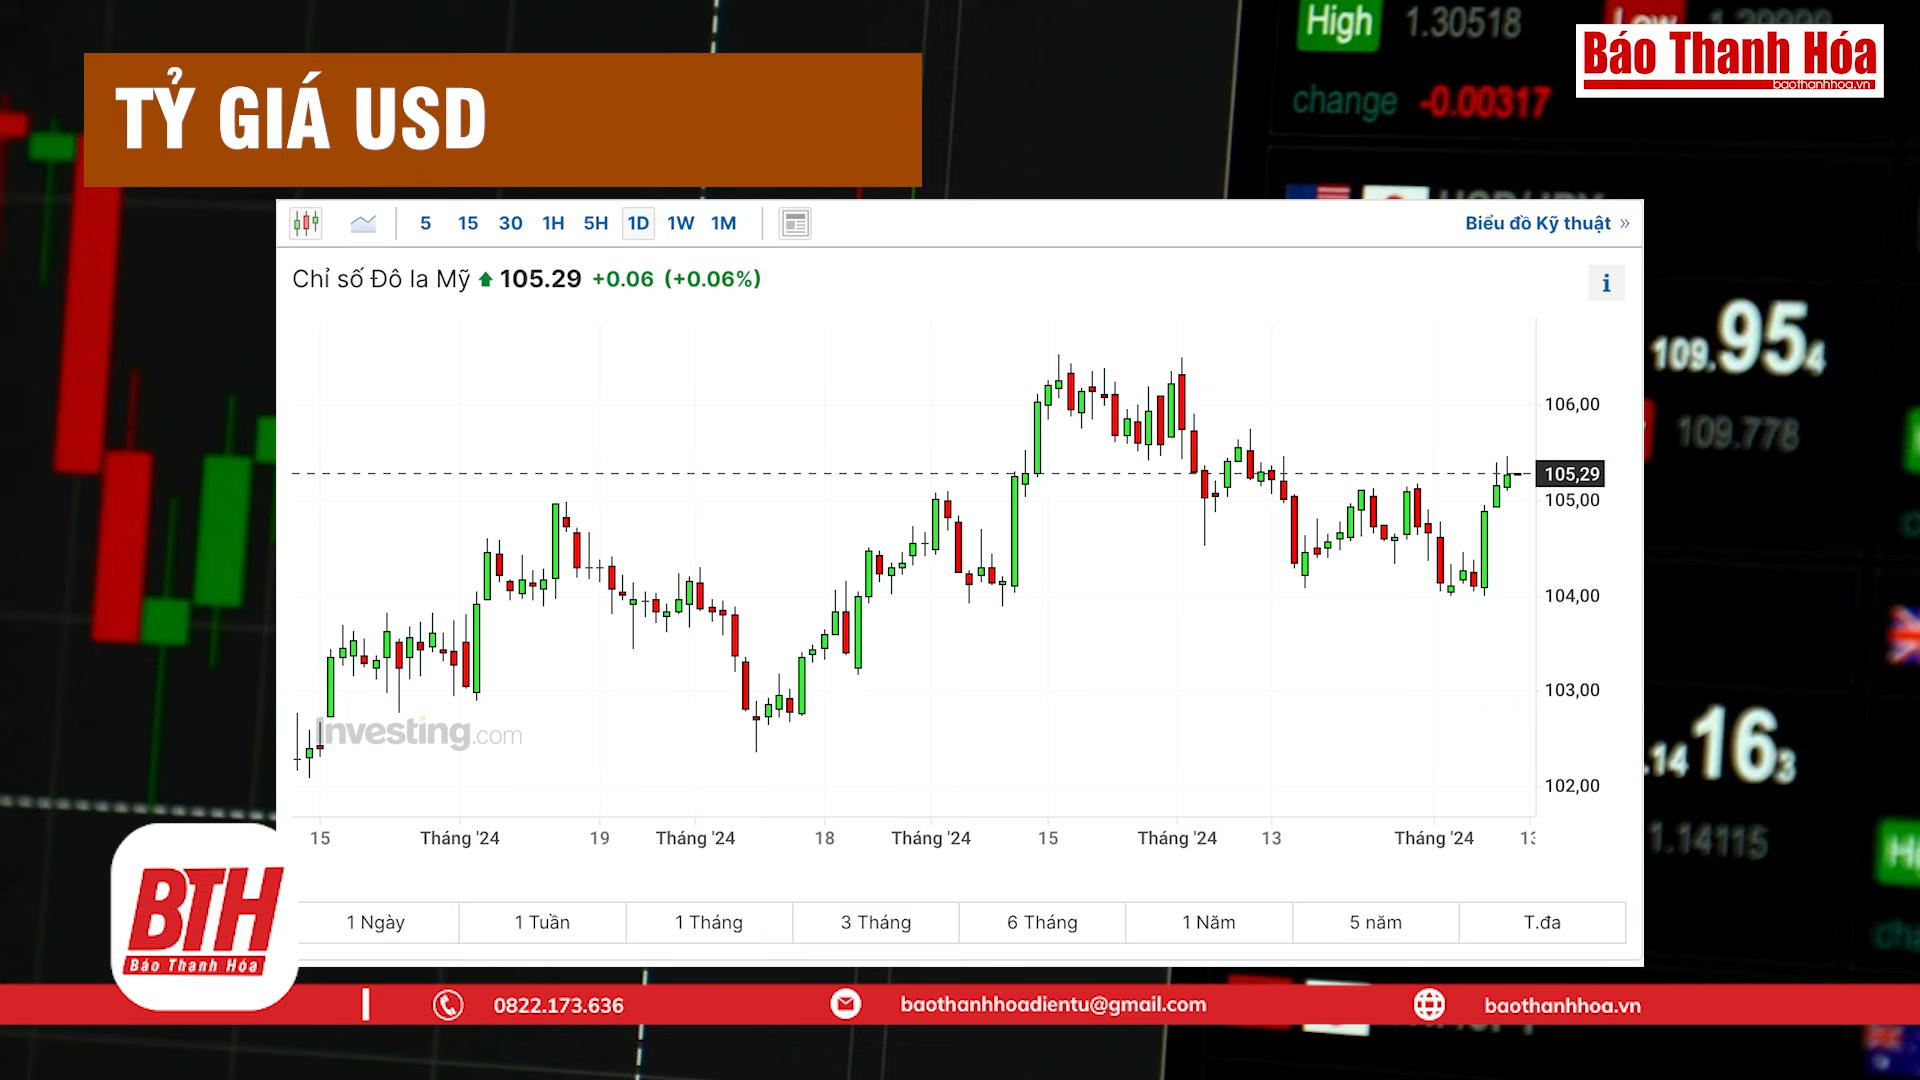 High 1.30518
change -0.00317
Báo Thanh Hóa
baothanhhoa.vn
TỶ GIÁ USD
5 15 30 1H 5H 1D 1W 1M
Biểu đồ Kỹ thuật »
Chỉ số Đô la Mỹ 105.29 +0.06 (+0.06%)
i
109.954
109.778
106,00
105,29
105,00
104,00
103,00
102,00
Investing.com
.14163
1.14115
15 Tháng '24 19 Tháng '24 18 Tháng '24 15 Tháng '24 13 Tháng '24 13
1 Ngày 1 Tuần 1 Tháng 3 Tháng 6 Tháng 1 Năm 5 năm T.đa
BTH
Báo Thanh Hóa
0822.173.636
baothanhhoadientu@gmail.com
baothanhhoa.vn